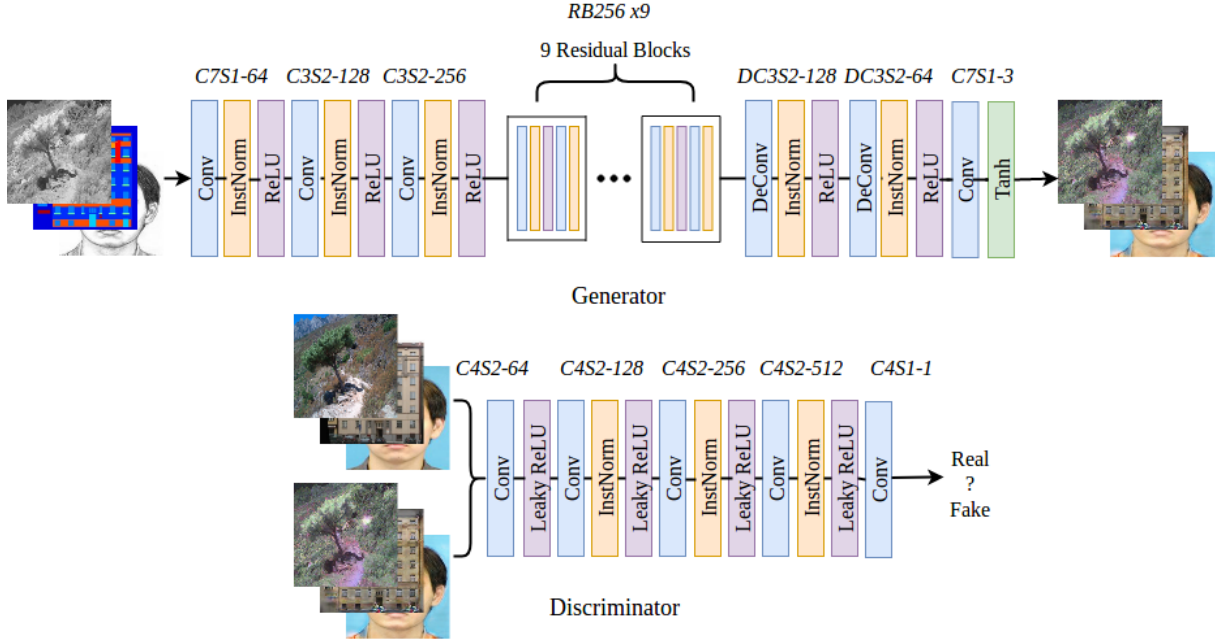 RB256 x9
9 Residual Blocks
C7S1-64 C3S2-128 C3S2-256 DC3S2-128 DC3S2-64 C7S1-3
Conv InstNorm ReLU Conv InstNorm ReLU Conv InstNorm ReLU ••• DeConv InstNorm ReLU DeConv InstNorm ReLU Conv Tanh
Generator
C4S2-64 C4S2-128 C4S2-256 C4S2-512 C4S1-1
Conv Leaky ReLU Conv InstNorm Leaky ReLU Conv InstNorm Leaky ReLU Conv InstNorm Leaky ReLU Conv
Real
?
Fake
Discriminator